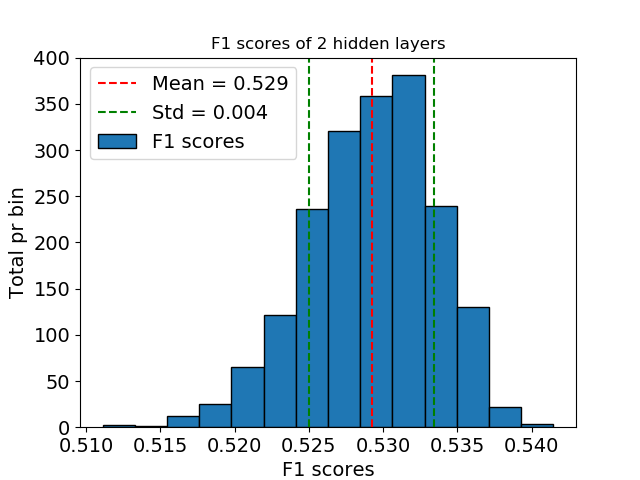 F1 scores of 2 hidden layers
400
350
300
250
200
150
100
50
0
Total pr bin
Mean = 0.529
Std = 0.004
F1 scores
0.510 0.515 0.520 0.525 0.530 0.535 0.540
F1 scores